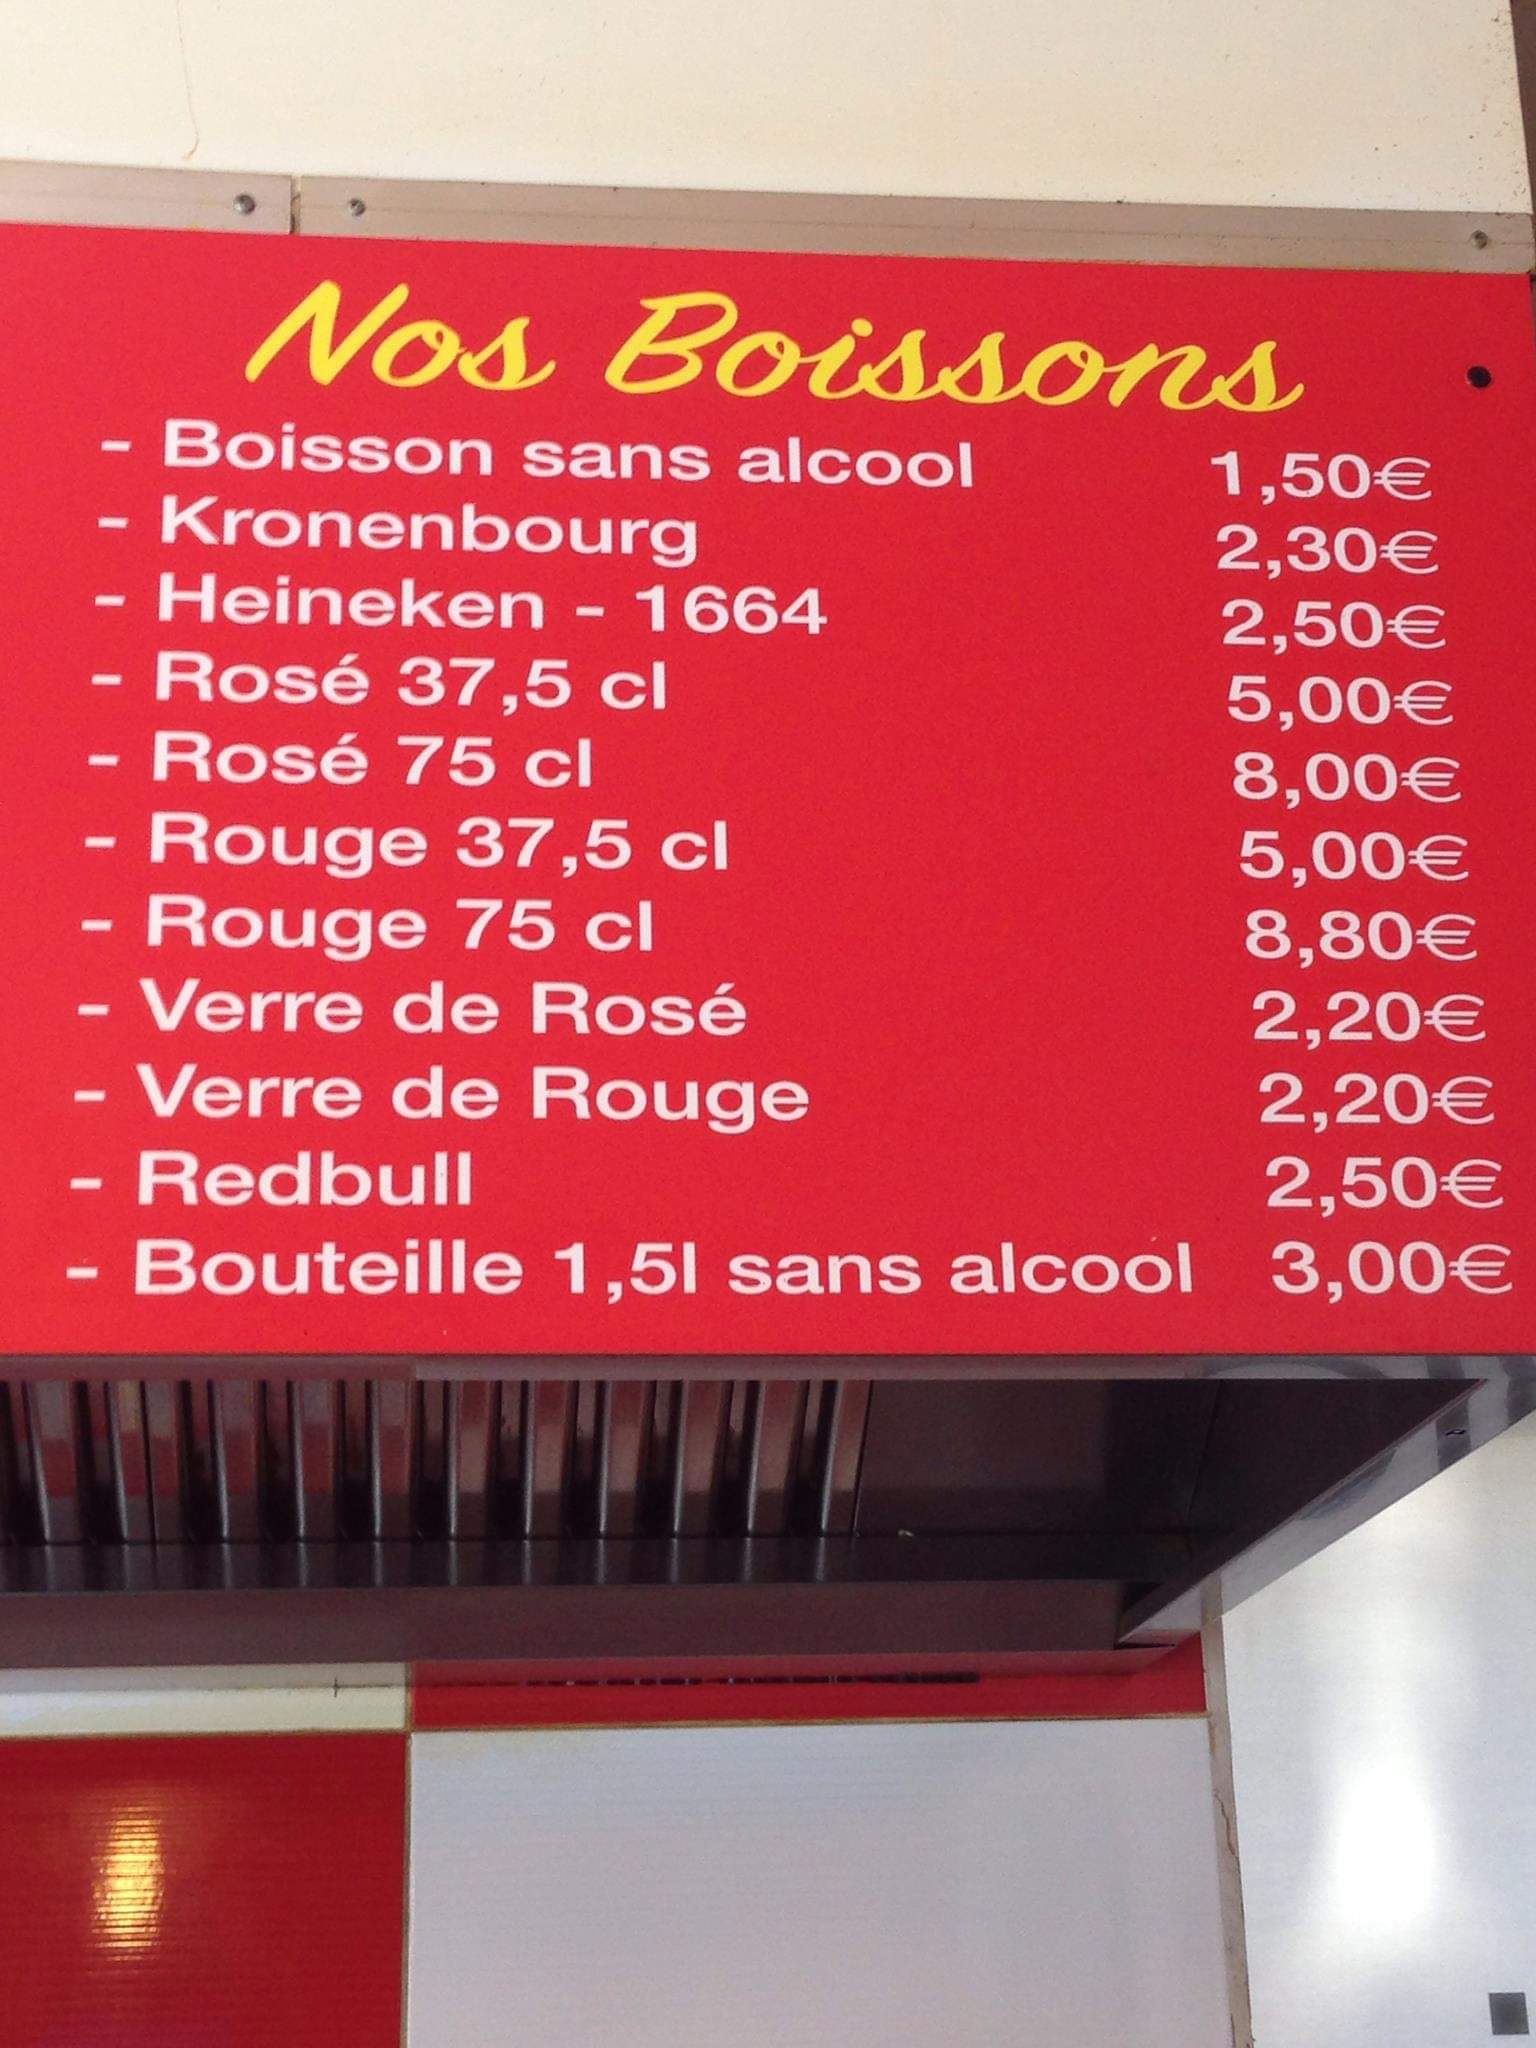 Nos Boissons
- Boisson sans alcool 1,50€
- Kronenbourg 2,30€
- Heineken - 1664 2,50€
- Rosé 37,5 cl 5,00€
- Rosé 75 cl 8,00€
- Rouge 37,5 cl 5,00€
- Rouge 75 cl 8,80€
- Verre de Rosé 2,20€
- Verre de Rouge 2,20€
- Redbull 2,50€
- Bouteille 1,5l sans alcool 3,00€